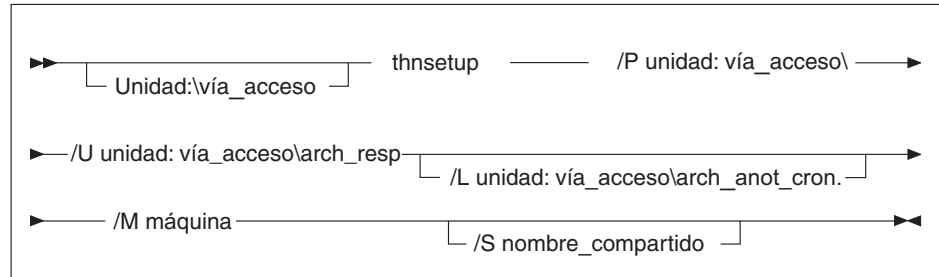 thnsetup /P unidad: vía_acceso\
Unidad:\vía_acceso
/U unidad: vía_acceso\arch_resp
/L unidad: vía_acceso\arch_anot_cron.
/M máquina
/S nombre_compartido